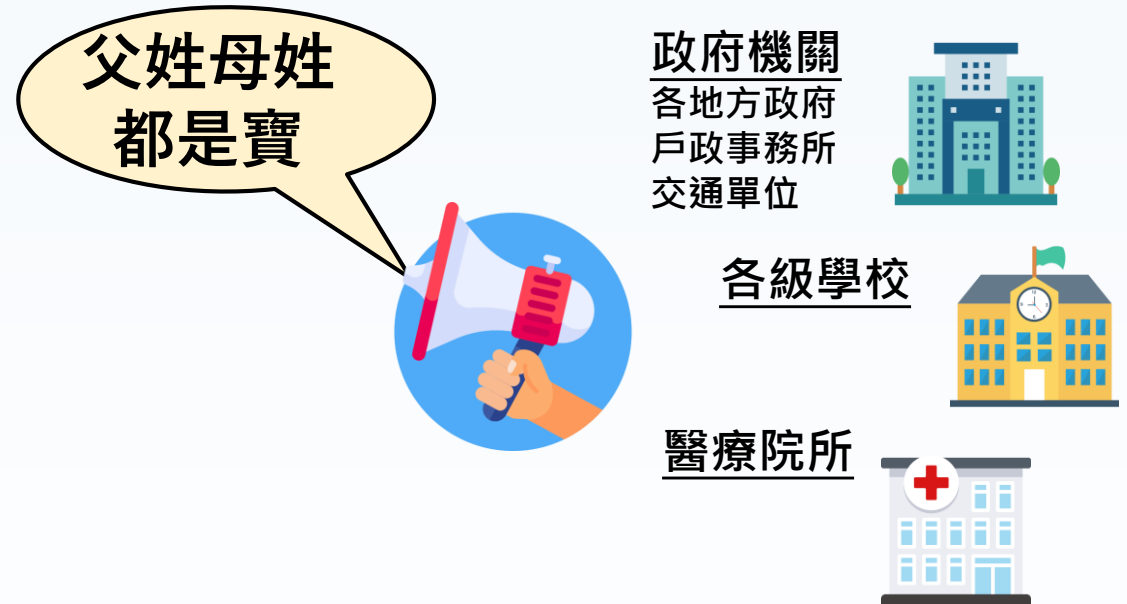 父姓母姓
都是寶
政府機關
各地方政府
戶政事務所
交通單位
各級學校
醫療院所